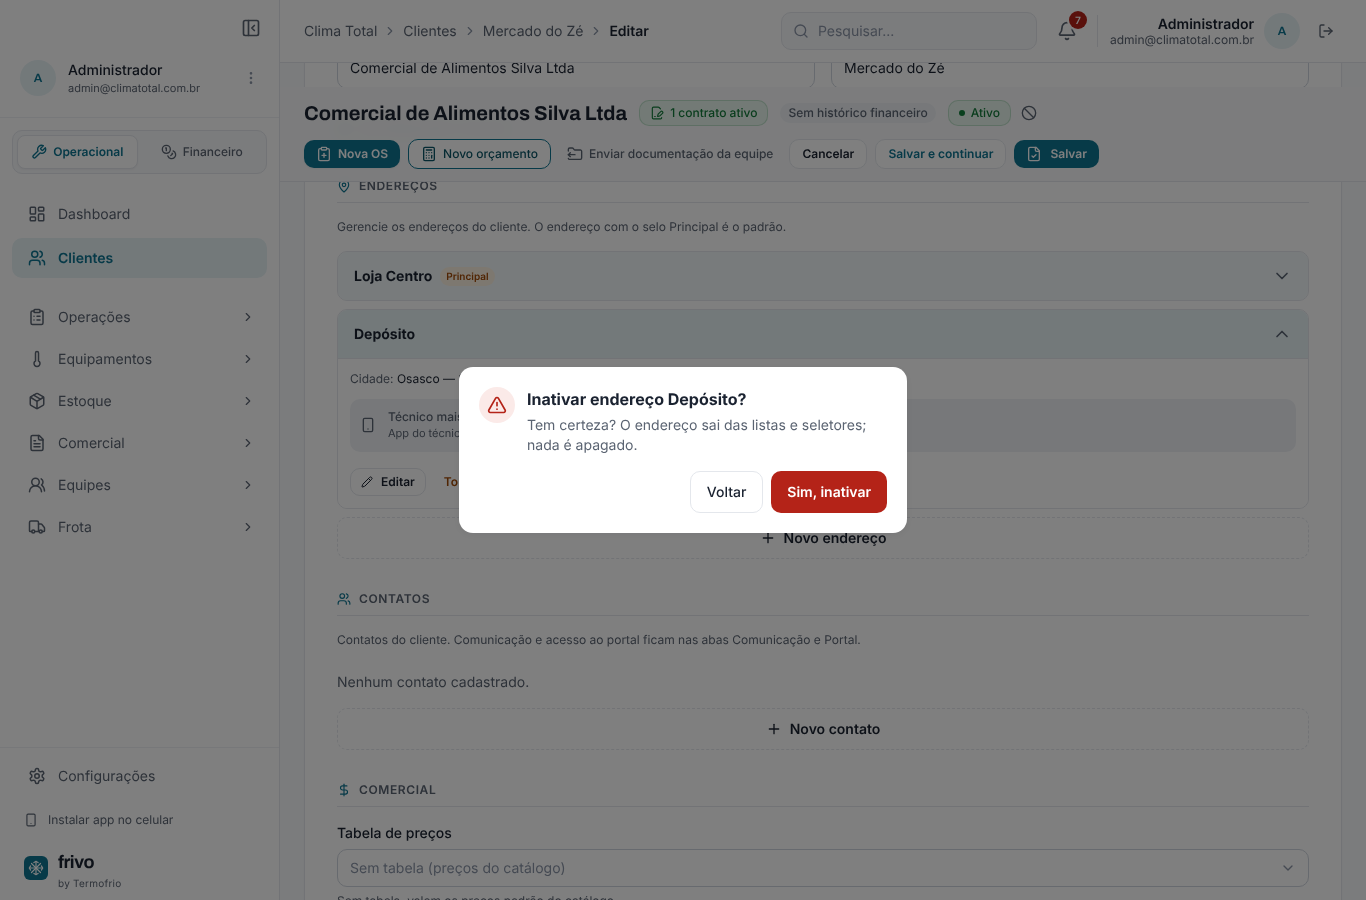 Clima Total
Clientes
Mercado do Zé
Editar
Pesquisar...
7
Administrador
admin@climatotal.com.br
A
A
Administrador
admin@climatotal.com.br
Operacional
Financeiro
Dashboard
Clientes
Operações
Equipamentos
Estoque
Comercial
Equipes
Frota
Configurações
Instalar app no celular
frivo
by Termofrio
Comercial de Alimentos Silva Ltda
Mercado do Zé
Comercial de Alimentos Silva Ltda
1 contrato ativo
Sem histórico financeiro
Ativo
Nova OS
Novo orçamento
Enviar documentação da equipe
Cancelar
Salvar e continuar
Salvar
ENDEREÇOS
Gerencie os endereços do cliente. O endereço com o selo Principal é o padrão.
Loja Centro
Principal
Depósito
Cidade: Osasco —
Técnico mais
App do técnic
Editar
To
Inativar endereço Depósito?
Tem certeza? O endereço sai das listas e seletores;
nada é apagado.
Voltar
Sim, inativar
Novo endereço
CONTATOS
Contatos do cliente. Comunicação e acesso ao portal ficam nas abas Comunicação e Portal.
Nenhum contato cadastrado.
Novo contato
COMERCIAL
Tabela de preços
Sem tabela (preços do catálogo)